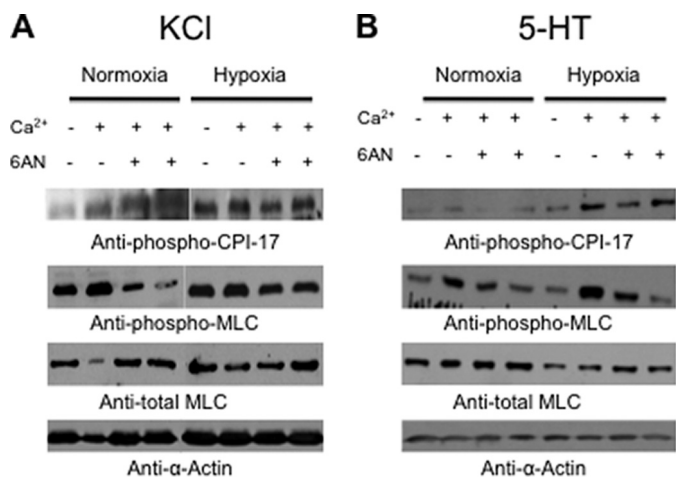 A KCl
Normoxia Hypoxia
Ca²⁺ - + + + - + + +
6AN - - + + - - + +
Anti-phospho-CPI-17
Anti-phospho-MLC
Anti-total MLC
Anti-α-Actin
B 5-HT
Normoxia Hypoxia
Ca²⁺ - + + + - + + +
6AN - - + + - - + +
Anti-phospho-CPI-17
Anti-phospho-MLC
Anti-total MLC
Anti-α-Actin